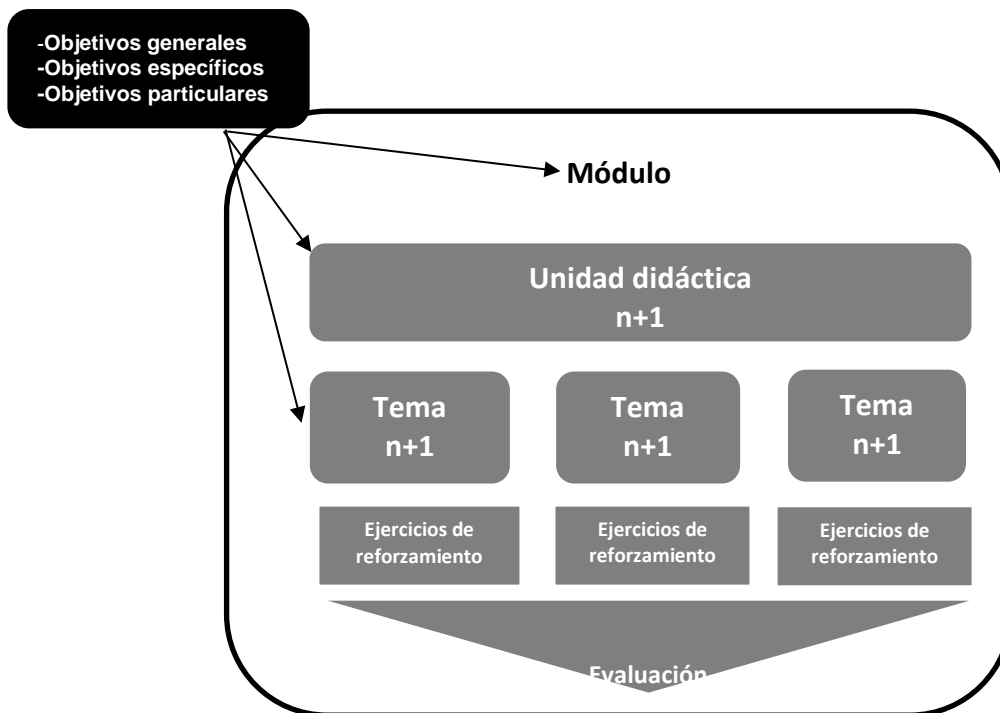 -Objetivos generales
-Objetivos específicos
-Objetivos particulares
Módulo
Unidad didáctica
n+1
Tema
n+1
Tema
n+1
Tema
n+1
Ejercicios de
reforzamiento
Ejercicios de
reforzamiento
Ejercicios de
reforzamiento
Evaluación